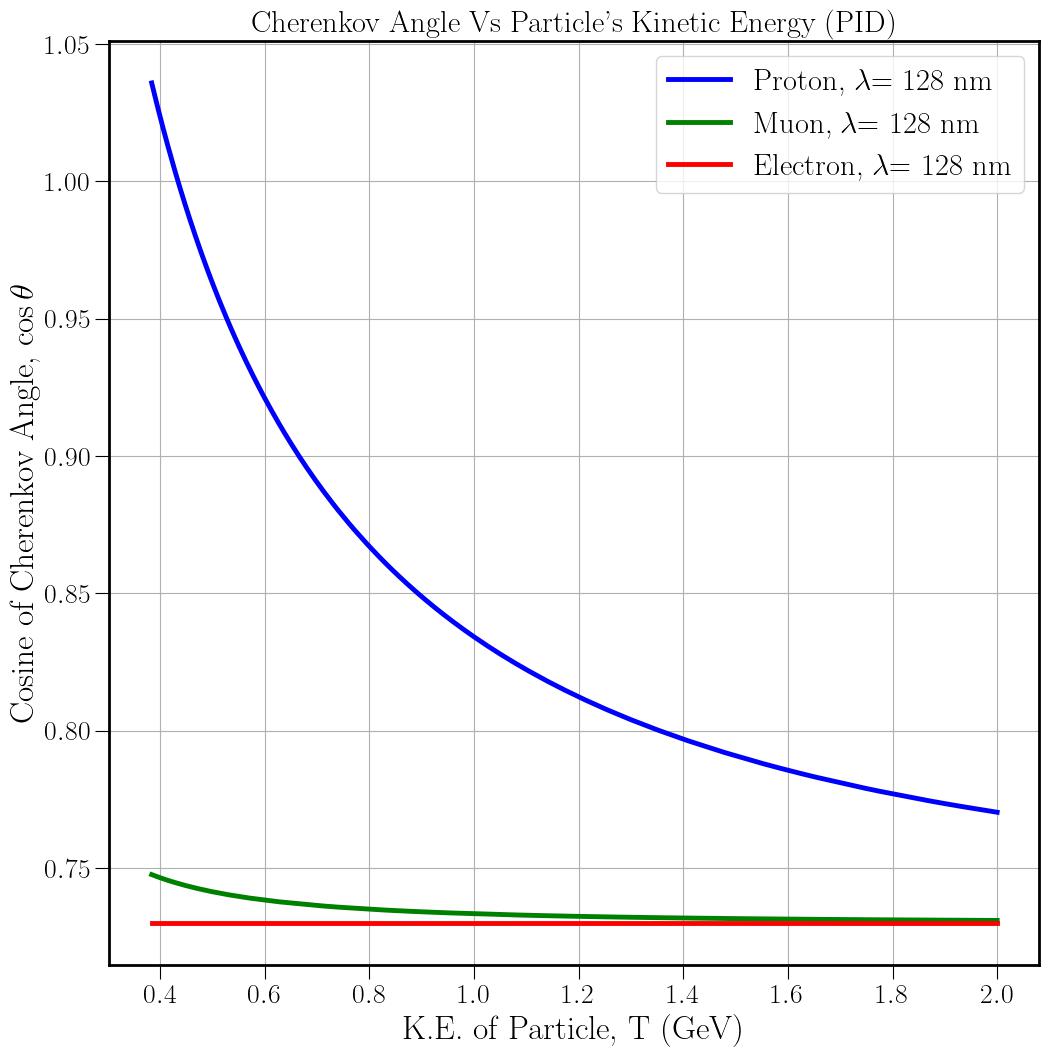 Cherenkov Angle Vs Particle's Kinetic Energy (PID)
1.05
1.00
0.95
0.90
0.85
0.80
0.75
Cosine of Cherenkov Angle, cos θ
Proton, λ= 128 nm
Muon, λ= 128 nm
Electron, λ= 128 nm
0.4 0.6 0.8 1.0 1.2 1.4 1.6 1.8 2.0
K.E. of Particle, T (GeV)